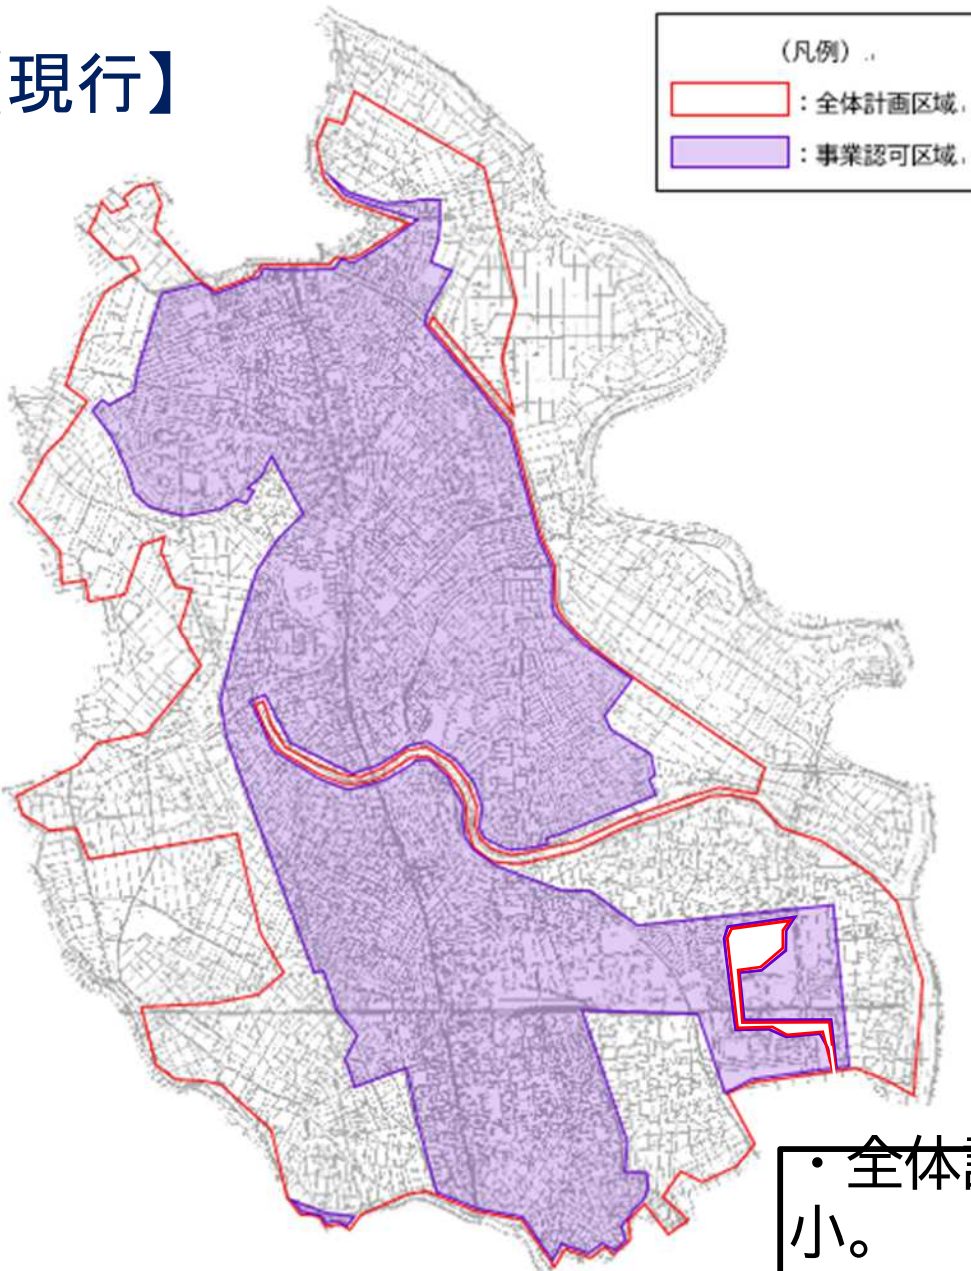 現行】
(凡例)
：全体計画区域
：事業認可区域
・全体
小。